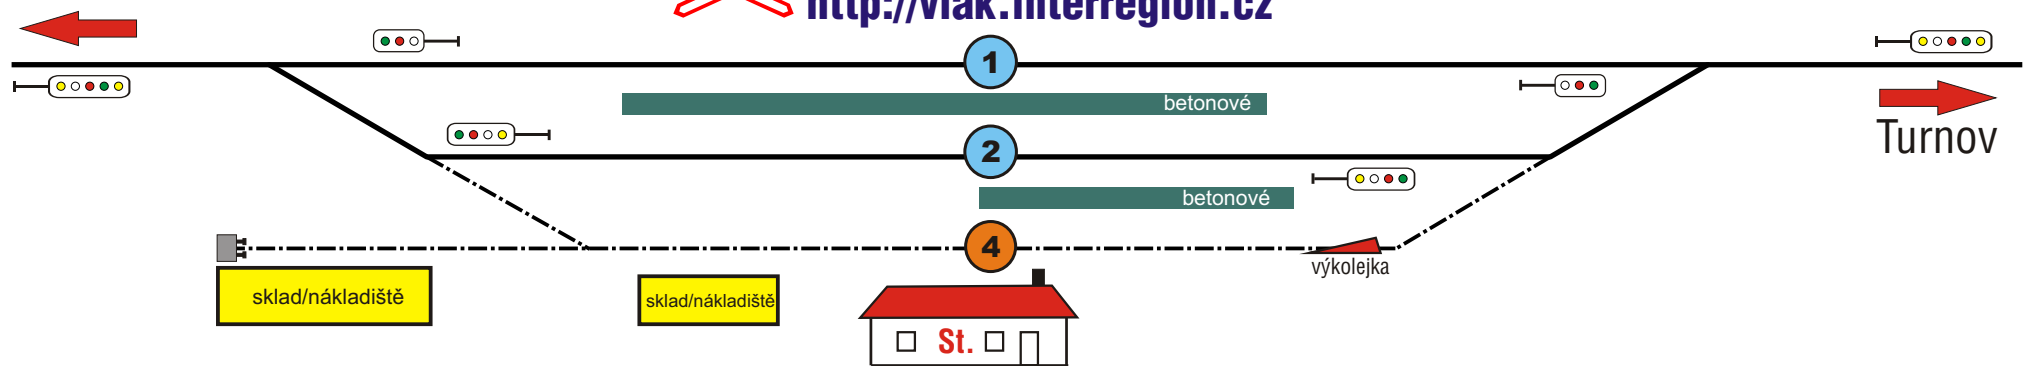 http://vlak.interregion.cz
1
betonové
Turnov
2
betonové
4
výkolejka
sklad/nákladiště
sklad/nákladiště
St.